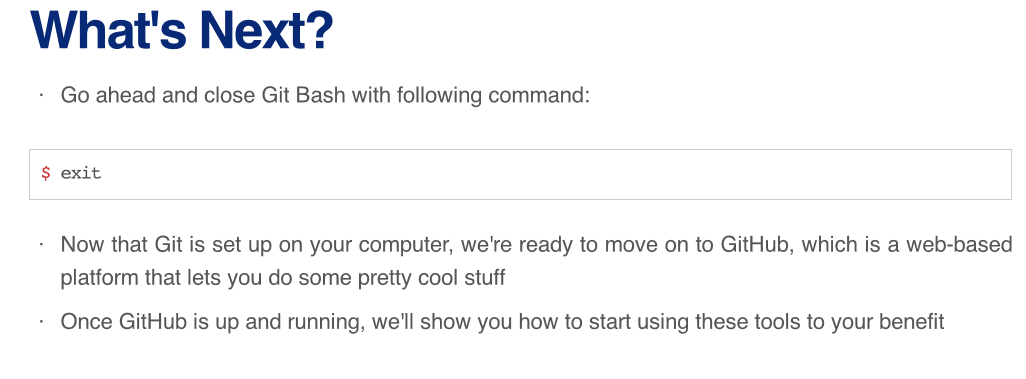 What's Next?
· Go ahead and close Git Bash with following command:
$ exit
· Now that Git is set up on your computer, we're ready to move on to GitHub, which is a web-based
platform that lets you do some pretty cool stuff
· Once GitHub is up and running, we'll show you how to start using these tools to your benefit